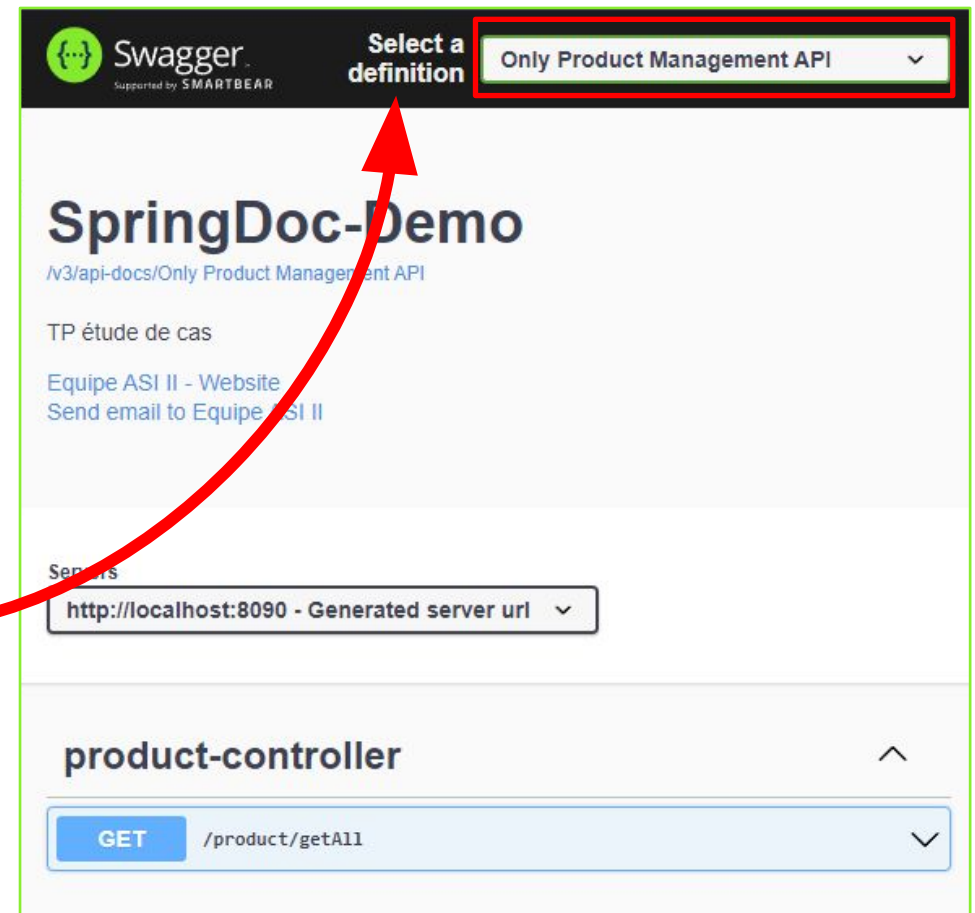 {...} Swagger.
Supported by SMARTBEAR
Select a
definition
Only Product Management API
SpringDoc-Demo
/v3/api-docs/Only Product Management API
TP étude de cas
Equipe ASI II - Website
Send email to Equipe ASI II
Servers
http://localhost:8090 - Generated server url
product-controller
GET /product/getAll